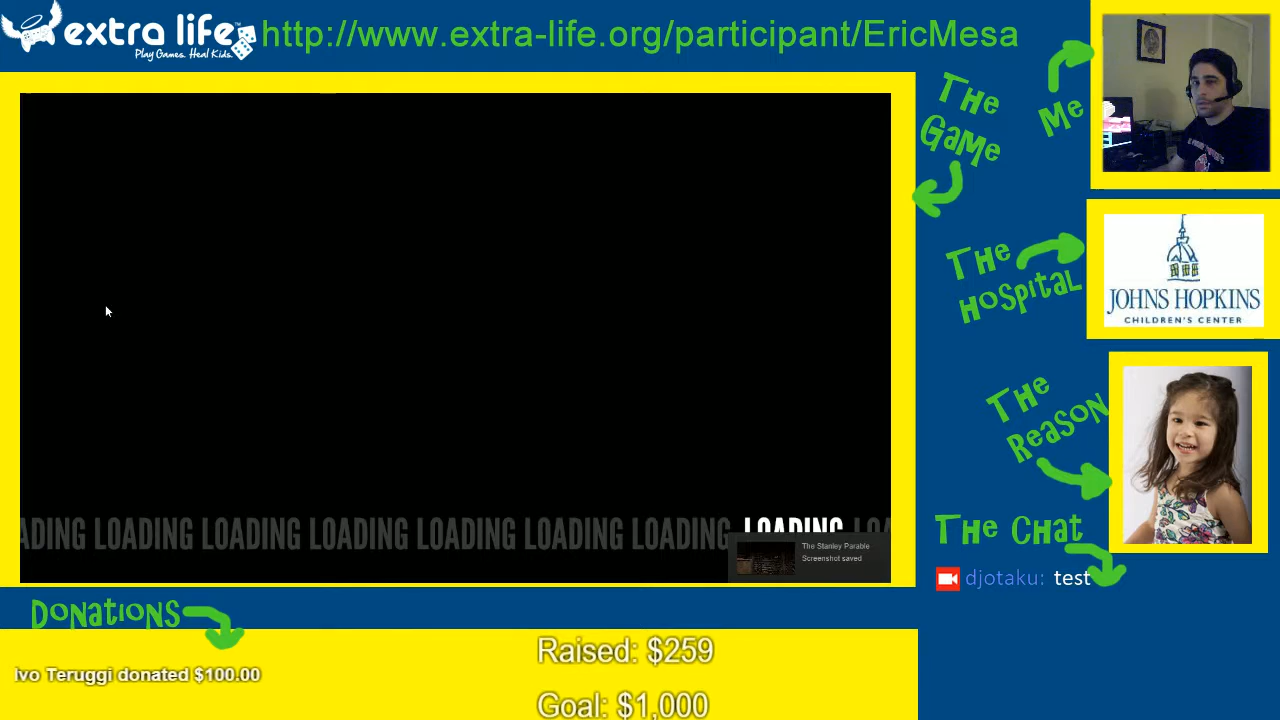 extra life
Play Games. Heal Kids.
http://www.extra-life.org/participant/EricMesa
THE GAME
ME
THE HOSPITAL
JOHNS HOPKINS
CHILDREN'S CENTER
THE REASON
THE CHAT
djotaku: test
ADING LOADING LOADING LOADING LOADING LOADING LOADING LOADING LOA
The Stanley Parable
Screenshot saved
DONATIONS
Ivo Teruggi donated $100.00
Raised: $259
Goal: $1,000